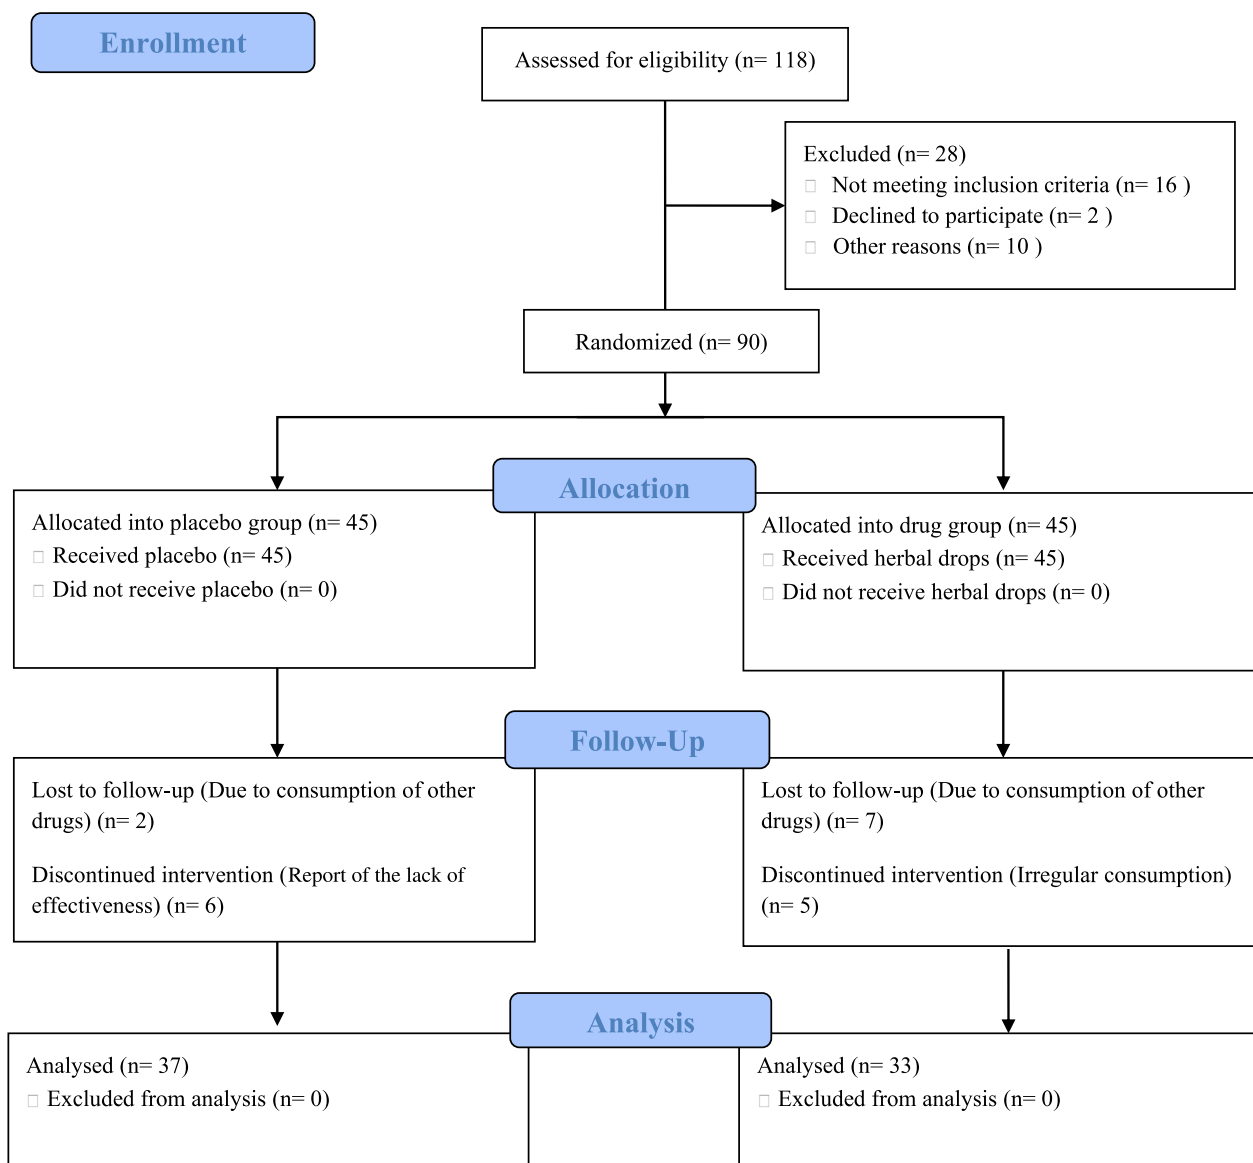 Enrollment
Assessed for eligibility (n= 118)
Excluded (n= 28)
Not meeting inclusion criteria (n= 16 )
Declined to participate (n= 2 )
Other reasons (n= 10 )
Randomized (n= 90)
Allocation
Allocated into placebo group (n= 45)
Received placebo (n= 45)
Did not receive placebo (n= 0)
Allocated into drug group (n= 45)
Received herbal drops (n= 45)
Did not receive herbal drops (n= 0)
Follow-Up
Lost to follow-up (Due to consumption of other
drugs) (n= 2)
Discontinued intervention (Report of the lack of
effectiveness) (n= 6)
Lost to follow-up (Due to consumption of other
drugs) (n= 7)
Discontinued intervention (Irregular consumption)
(n= 5)
Analysis
Analysed (n= 37)
Excluded from analysis (n= 0)
Analysed (n= 33)
Excluded from analysis (n= 0)